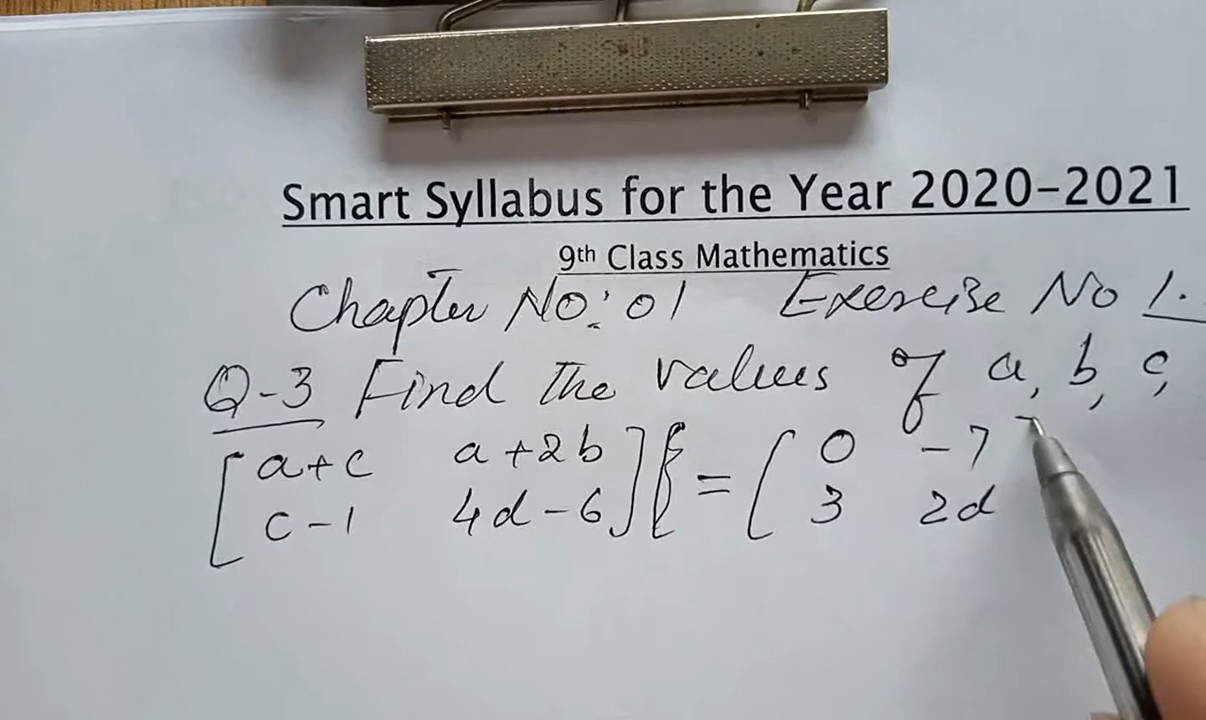 Smart Syllabus for the Year 2020-2021
9th Class Mathematics
Chapter No: 01 Exercise No 1.
Q-3 Find the values of a, b, c,
[a+c a+2b] = [0 -7
c-1 4d-6 3 2d